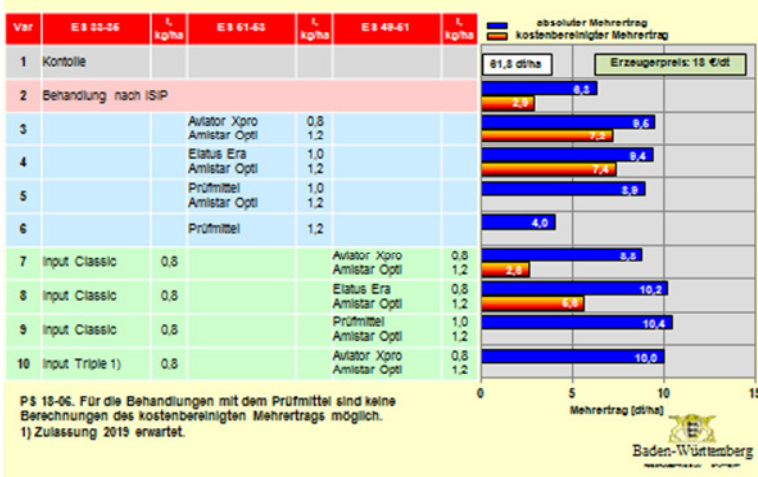 Var ES 33-35 l, kg/ha ES 61-63 l, kg/ha ES 49-51 l, kg/ha
absoluter Mehrertrag
kostenbereinigter Mehrertrag
1 Kontolle 61,8 dt/ha Erzeugerpreis: 18 €/dt
2 Behandlung nach ISIP 6,3
2,9
3 Aviator Xpro 0,8 9,5
Amistar Opti 1,2 7,2
4 Elatus Era 1,0 9,4
Amistar Opti 1,2 7,4
5 Prüfmittel 1,0 8,9
Amistar Opti 1,2
6 Prüfmittel 1,2 4,0
7 Input Classic 0,8 Aviator Xpro 0,8 8,8
Amistar Opti 1,2 2,6
8 Input Classic 0,8 Elatus Era 0,8 10,2
Amistar Opti 1,2 5,6
9 Input Classic 0,8 Prüfmittel 1,0 10,4
Amistar Opti 1,2
10 Input Triple 1) 0,8 Aviator Xpro 0,8 10,0
Amistar Opti 1,2
0 5 10 15
Mehrertrag [dt/ha]
PS 18-06. Für die Behandlungen mit dem Prüfmittel sind keine
Berechnungen des kostenbereinigten Mehrertrags möglich.
1) Zulassung 2019 erwartet.
Baden-Württemberg